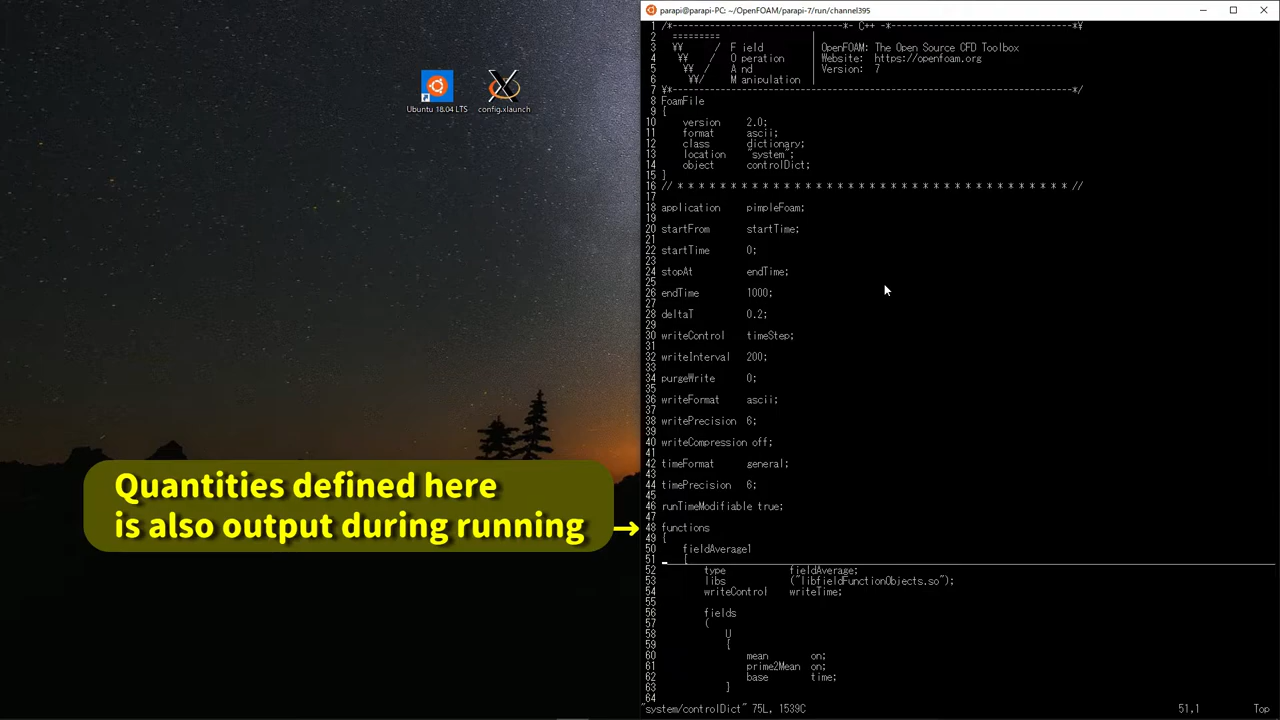 parapi@parapi-PC: ~/OpenFOAM/parapi-7/run/channel395
Ubuntu 18.04 LTS
config.xlaunch
Quantities defined here
is also output during running
→
1 /*--------------------------------*- C++ -*----------------------------------*¥
2   =========                 |
3   ¥¥      /  F ield         | OpenFOAM: The Open Source CFD Toolbox
4    ¥¥    /   O peration     | Website:  https://openfoam.org
5     ¥¥  /    A nd           | Version:  7
6      ¥¥/     M anipulation  |
7 ¥*---------------------------------------------------------------------------*/
8 FoamFile
9 {
10     version     2.0;
11     format      ascii;
12     class       dictionary;
13     location    "system";
14     object      controlDict;
15 }
16 // * * * * * * * * * * * * * * * * * * * * * * * * * * * * * * * * * * * * * //
17
18 application     pimpleFoam;
19
20 startFrom       startTime;
21
22 startTime       0;
23
24 stopAt          endTime;
25
26 endTime         1000;
27
28 deltaT          0.2;
29
30 writeControl    timeStep;
31
32 writeInterval   200;
33
34 purgeWrite      0;
35
36 writeFormat     ascii;
37
38 writePrecision  6;
39
40 writeCompression off;
41
42 timeFormat      general;
43
44 timePrecision   6;
45
46 runTimeModifiable true;
47
48 functions
49 {
50     fieldAverage1
51     {
52         type            fieldAverage;
53         libs            ("libfieldFunctionObjects.so");
54         writeControl    writeTime;
55
56         fields
57         (
58             U
59             {
60                 mean        on;
61                 prime2Mean  on;
62                 base        time;
63             }
64
"system/controlDict" 75L, 1539C 51,1 Top